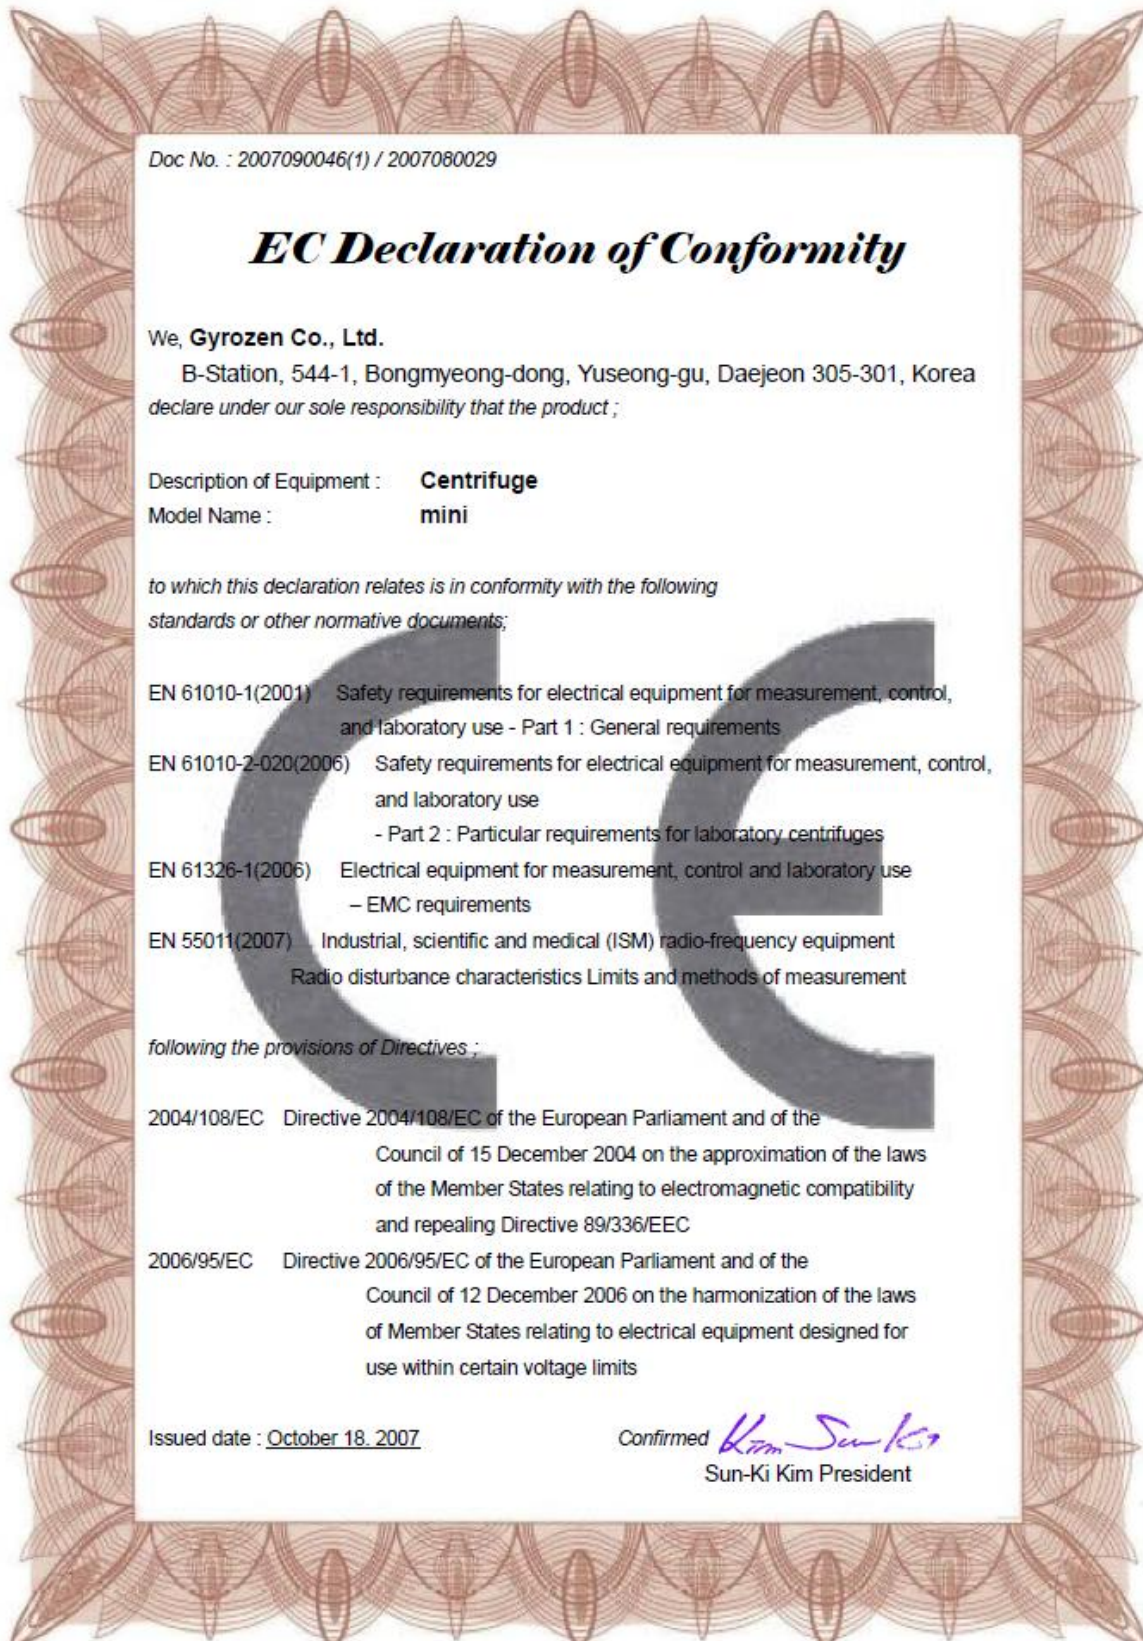 Doc No. : 2007090046(1) / 2007080029
EC Declaration of Conformity
We, Gyrozen Co., Ltd.
B-Station, 544-1, Bongmyeong-dong, Yuseong-gu, Daejeon 305-301, Korea
declare under our sole responsibility that the product ;
Description of Equipment : Centrifuge
Model Name : mini
to which this declaration relates is in conformity with the following
standards or other normative documents;
EN 61010-1(2001) Safety requirements for electrical equipment for measurement, control,
and laboratory use - Part 1 : General requirements
EN 61010-2-020(2006) Safety requirements for electrical equipment for measurement, control,
and laboratory use
- Part 2 : Particular requirements for laboratory centrifuges
EN 61326-1(2006) Electrical equipment for measurement, control and laboratory use
– EMC requirements
EN 55011(2007) Industrial, scientific and medical (ISM) radio-frequency equipment
Radio disturbance characteristics Limits and methods of measurement
following the provisions of Directives ;
2004/108/EC Directive 2004/108/EC of the European Parliament and of the
Council of 15 December 2004 on the approximation of the laws
of the Member States relating to electromagnetic compatibility
and repealing Directive 89/336/EEC
2006/95/EC Directive 2006/95/EC of the European Parliament and of the
Council of 12 December 2006 on the harmonization of the laws
of Member States relating to electrical equipment designed for
use within certain voltage limits
Issued date : October 18. 2007 Confirmed Kim Sun Ki
Sun-Ki Kim President
CE